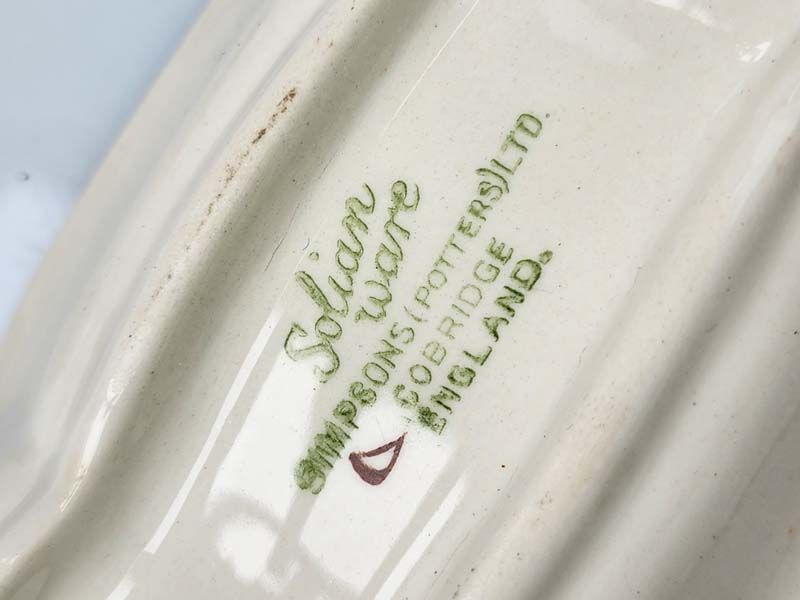 Solian
ware
SIMPSONS (POTTERS) LTD.
COBRIDGE
ENGLAND.